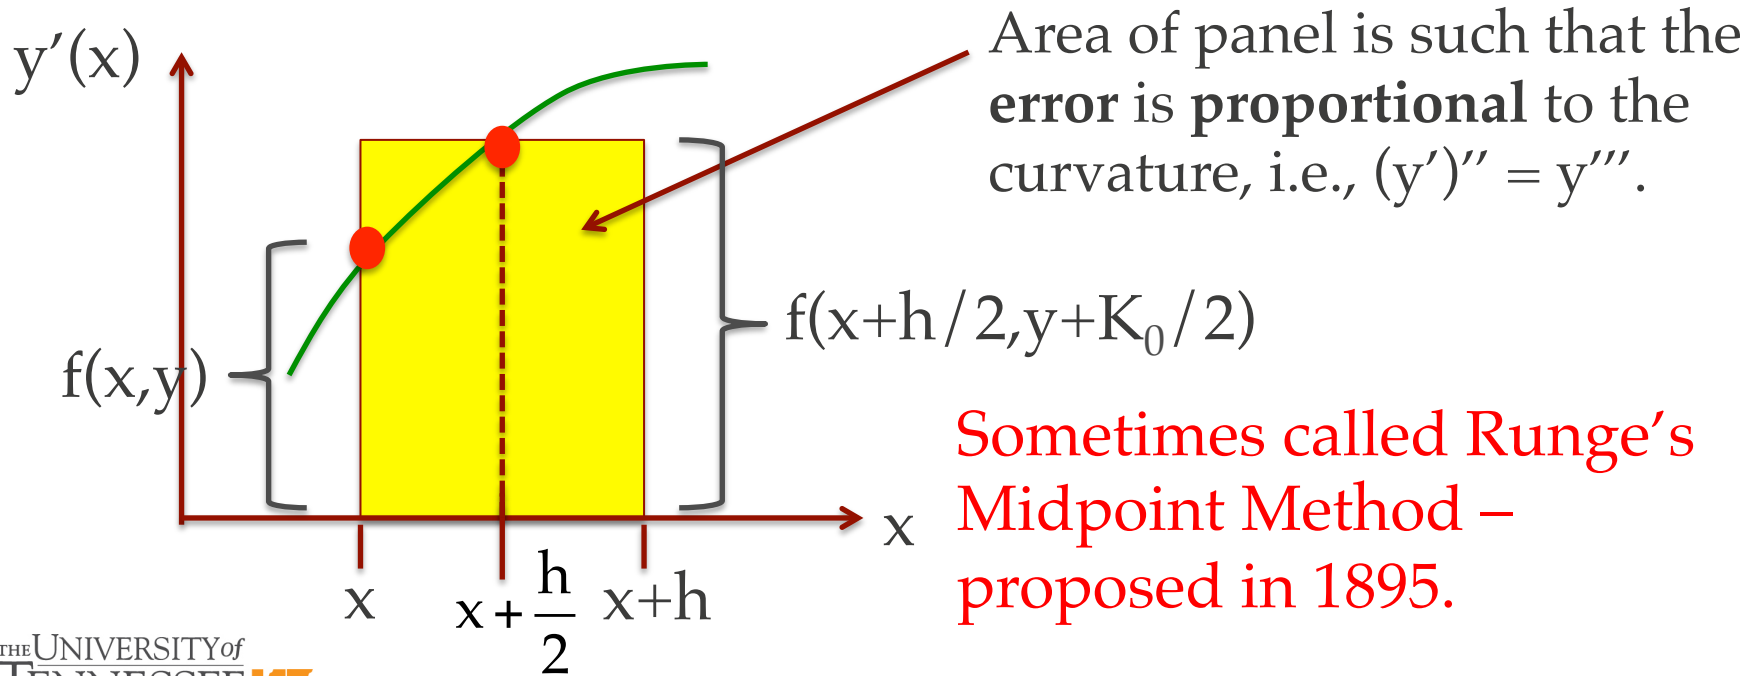 y′(x)
Area of panel is such that the
error is proportional to the
curvature, i.e., (y′)′′ = y′′′.
f(x+h/2,y+K₀/2)
f(x,y)
Sometimes called Runge’s
Midpoint Method –
proposed in 1895.
x
x
x + h/2
x+h
THE UNIVERSITY of
TENNESSEE